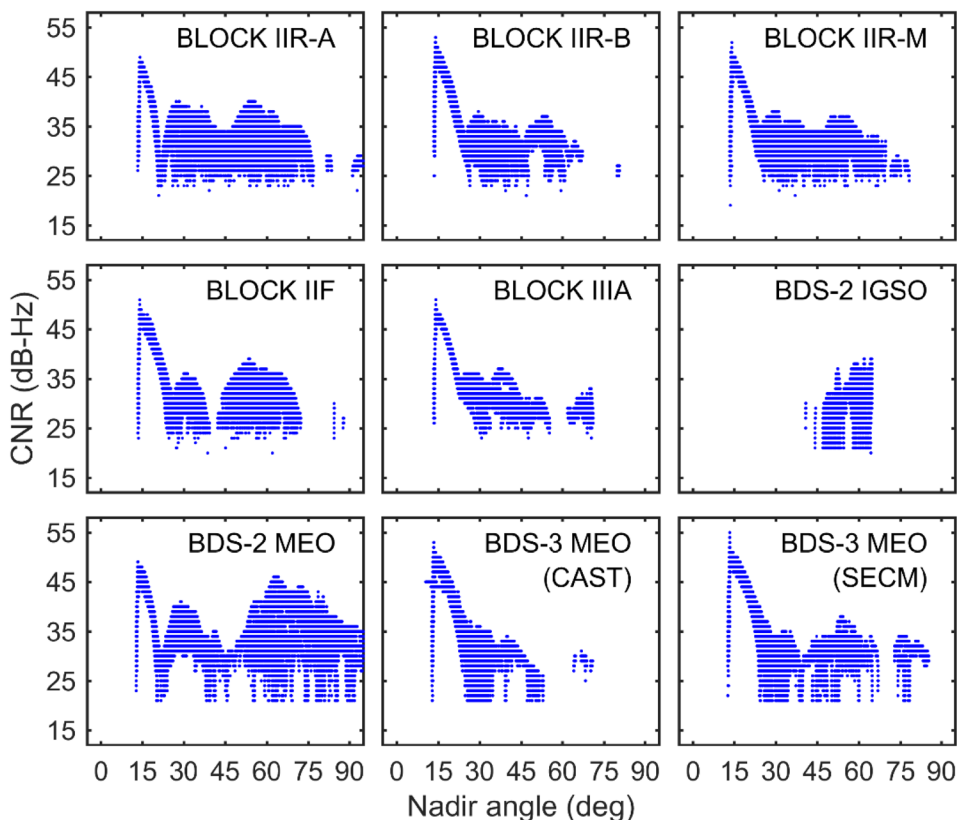 BLOCK IIR-A
BLOCK IIR-B
BLOCK IIR-M
55
45
35
25
15
BLOCK IIF
BLOCK IIIA
BDS-2 IGSO
55
45
35
25
15
CNR (dB-Hz)
BDS-2 MEO
BDS-3 MEO
(CAST)
BDS-3 MEO
(SECM)
55
45
35
25
15
0 15 30 45 60 75 90
0 15 30 45 60 75 90
0 15 30 45 60 75 90
Nadir angle (deg)